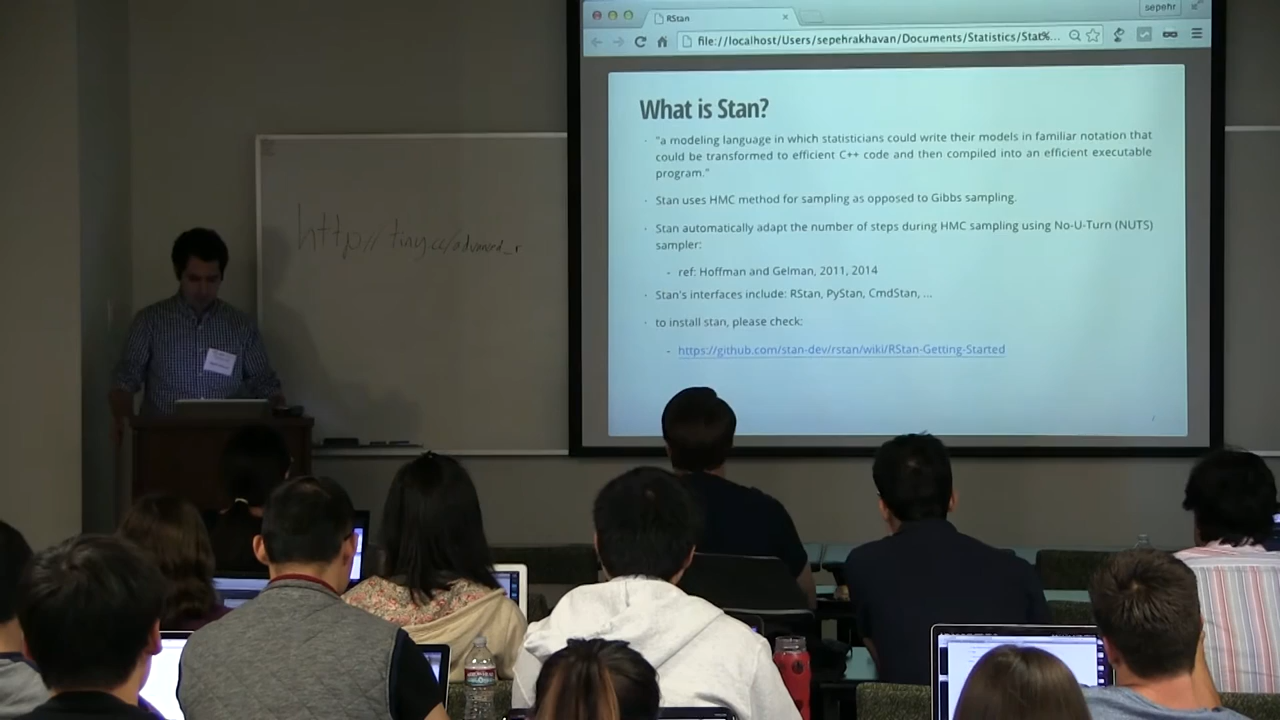 RStan
sepehr
file://localhost/Users/sepehrakhavan/Documents/Statistics/Stat%...
What is Stan?
"a modeling language in which statisticians could write their models in familiar notation that
could be transformed to efficient C++ code and then compiled into an efficient executable
program."
Stan uses HMC method for sampling as opposed to Gibbs sampling.
Stan automatically adapt the number of steps during HMC sampling using No-U-Turn (NUTS)
sampler:
- ref: Hoffman and Gelman, 2011, 2014
Stan's interfaces include: RStan, PyStan, CmdStan, ...
to install stan, please check:
- https://github.com/stan-dev/rstan/wiki/RStan-Getting-Started
http://tiny.cc/advanced_r